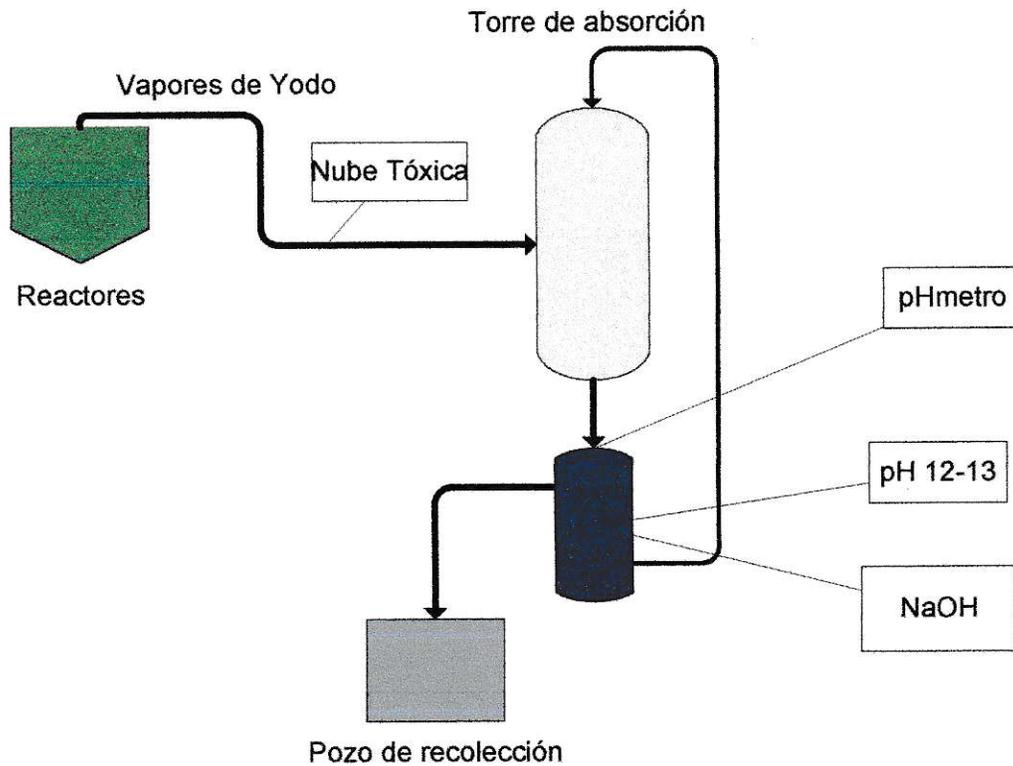 Torre de absorción
Vapores de Yodo
Nube Tóxica
Reactores
pHmetro
pH 12-13
NaOH
Pozo de recolección